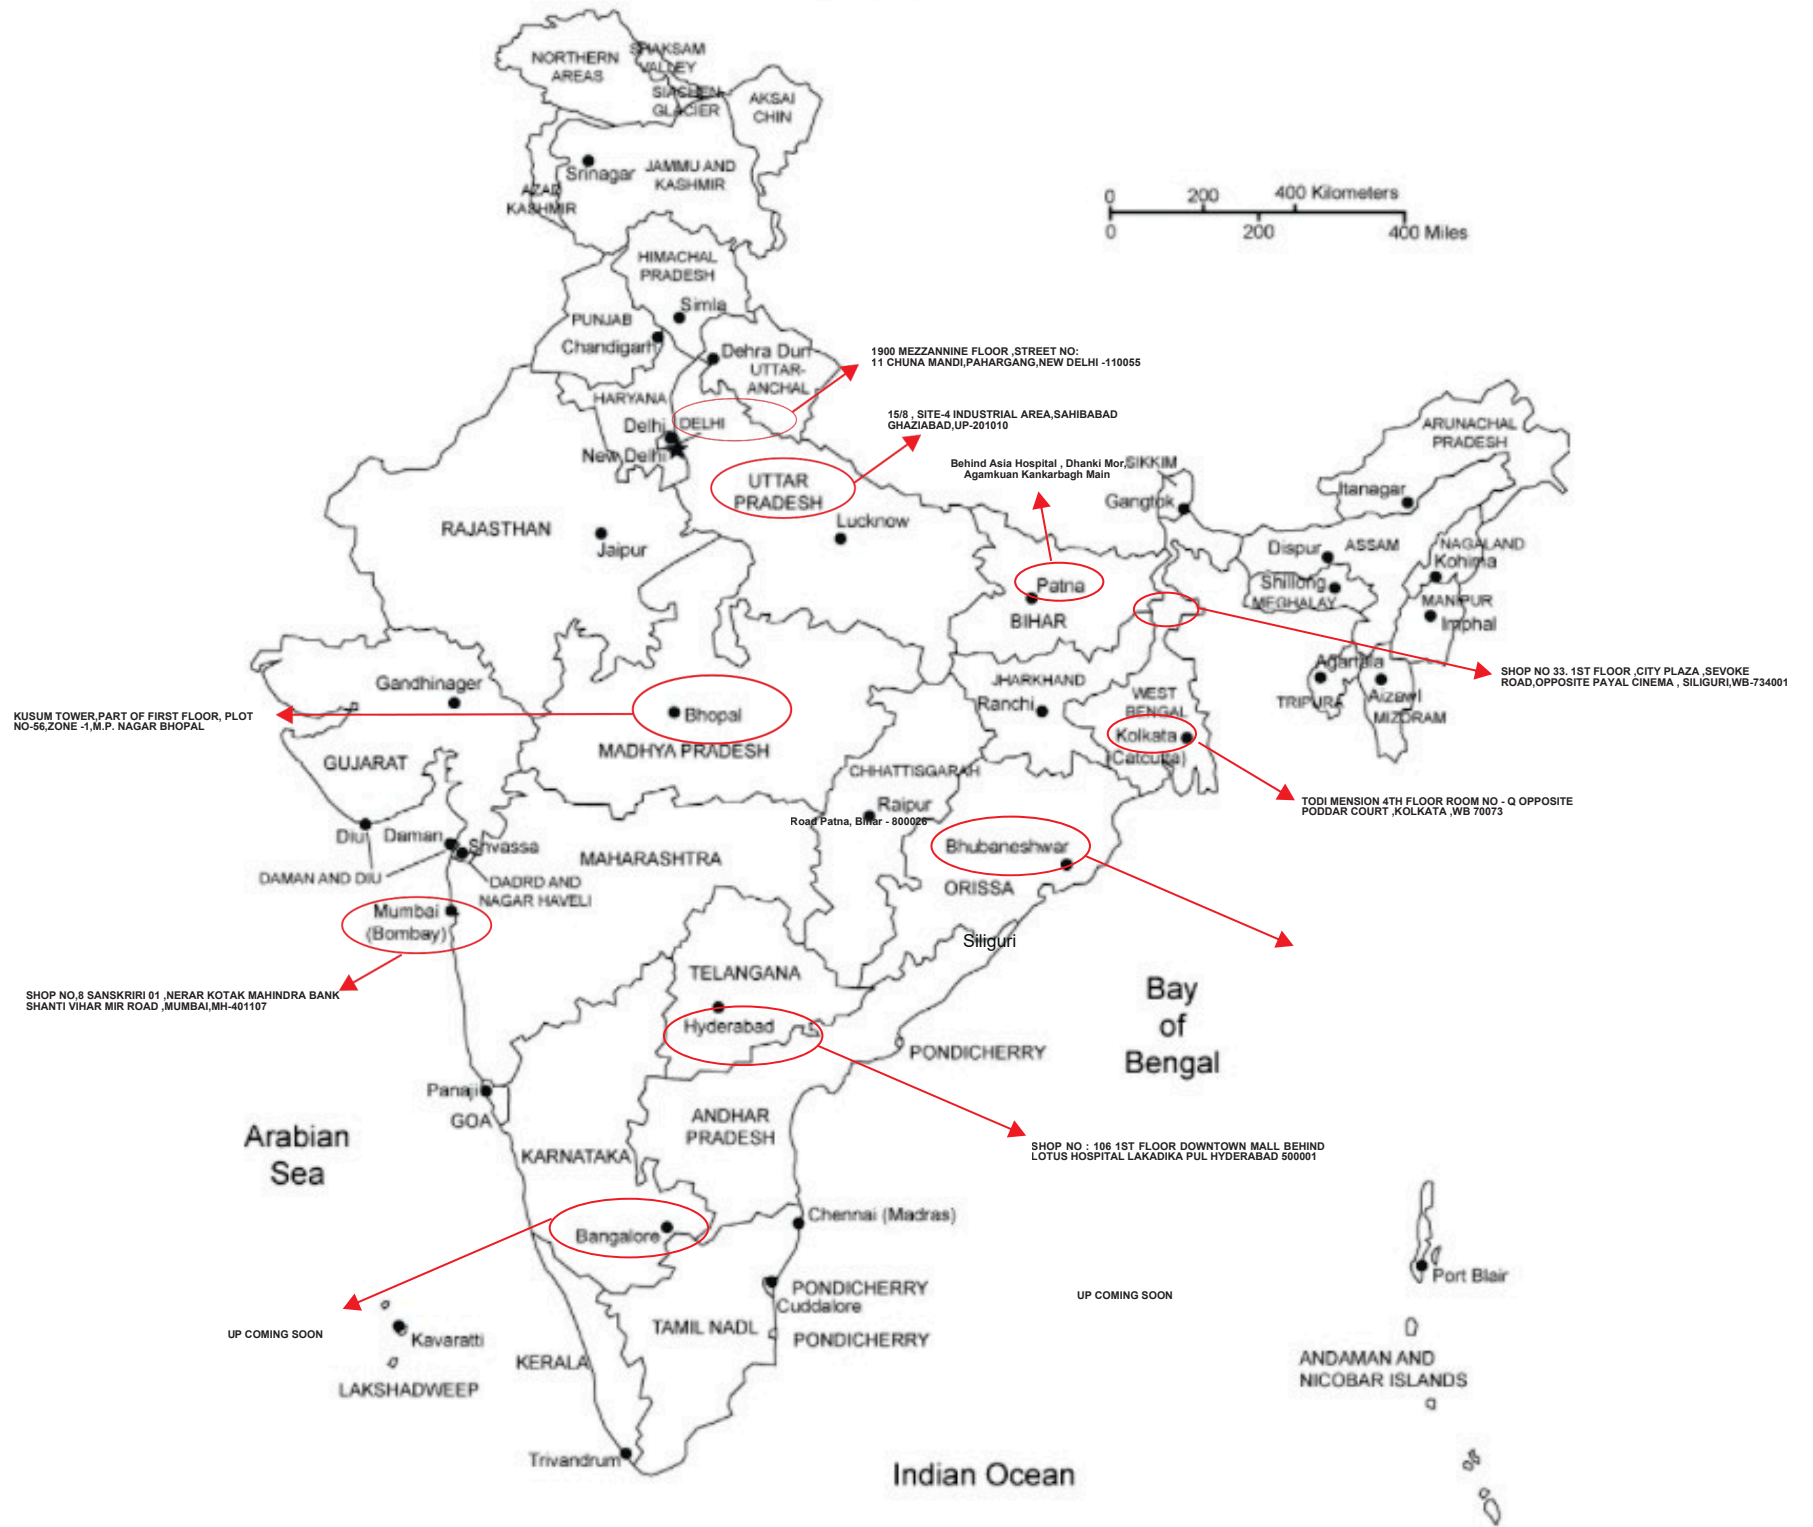 NORTHERN
AREAS
SHAKSAM
VALLEY
SIACHEN
GLACIER
AKSAI
CHIN
Srinagar
JAMMU AND
KASHMIR
AZAD
KASHMIR
0 200 400 Kilometers
0 200 400 Miles
HIMACHAL
PRADESH
Simla
PUNJAB
Chandigarh
Dehra Dun
UTTAR-
ANCHAL
1900 MEZZANNINE FLOOR ,STREET NO:
11 CHUNA MANDI,PAHARGANG,NEW DELHI -110055
HARYANA
Delhi
DELHI
New Delhi
15/8 , SITE-4 INDUSTRIAL AREA,SAHIBABAD
GHAZIABAD,UP-201010
ARUNACHAL
PRADESH
Behind Asia Hospital , Dhanki Mor,
Agamkuan Kankarbagh Main
SIKKIM
Gangtok
Itanagar
UTTAR
PRADESH
Lucknow
RAJASTHAN
Jaipur
Dispur
ASSAM
NAGALAND
Kohima
Shillong
MEGHALAY
MANIPUR
Imphal
Patna
BIHAR
Agartala
TRIPURA
Aizawl
MIZORAM
SHOP NO 33. 1ST FLOOR ,CITY PLAZA ,SEVOKE
ROAD,OPPOSITE PAYAL CINEMA , SILIGURI,WB-734001
Gandhinager
JHARKHAND
Ranchi
WEST
BENGAL
Kolkata
(Catcutta)
KUSUM TOWER,PART OF FIRST FLOOR, PLOT
NO-56,ZONE -1,M.P. NAGAR BHOPAL
Bhopal
MADHYA PRADESH
GUJARAT
CHHATTISGARAH
Raipur
Road Patna, Bihar - 800026
TODI MENSION 4TH FLOOR ROOM NO - Q OPPOSITE
PODDAR COURT ,KOLKATA ,WB 70073
Diu
Daman
Shvassa
DAMAN AND DIU
DADRD AND
NAGAR HAVELI
MAHARASHTRA
Bhubaneshwar
ORISSA
Mumbai
(Bombay)
Siliguri
SHOP NO,8 SANSKRIRI 01 ,NERAR KOTAK MAHINDRA BANK
SHANTI VIHAR MIR ROAD ,MUMBAI,MH-401107
TELANGANA
Hyderabad
Bay
of
Bengal
PONDICHERRY
Panaji
GOA
Arabian
Sea
ANDHAR
PRADESH
KARNATAKA
SHOP NO : 106 1ST FLOOR DOWNTOWN MALL BEHIND
LOTUS HOSPITAL LAKADIKA PUL HYDERABAD 500001
Bangalore
Chennai (Madras)
PONDICHERRY
Cuddalore
UP COMING SOON
Port Blair
UP COMING SOON
Kavaratti
LAKSHADWEEP
TAMIL NADL
PONDICHERRY
KERALA
ANDAMAN AND
NICOBAR ISLANDS
Trivandrum
Indian Ocean